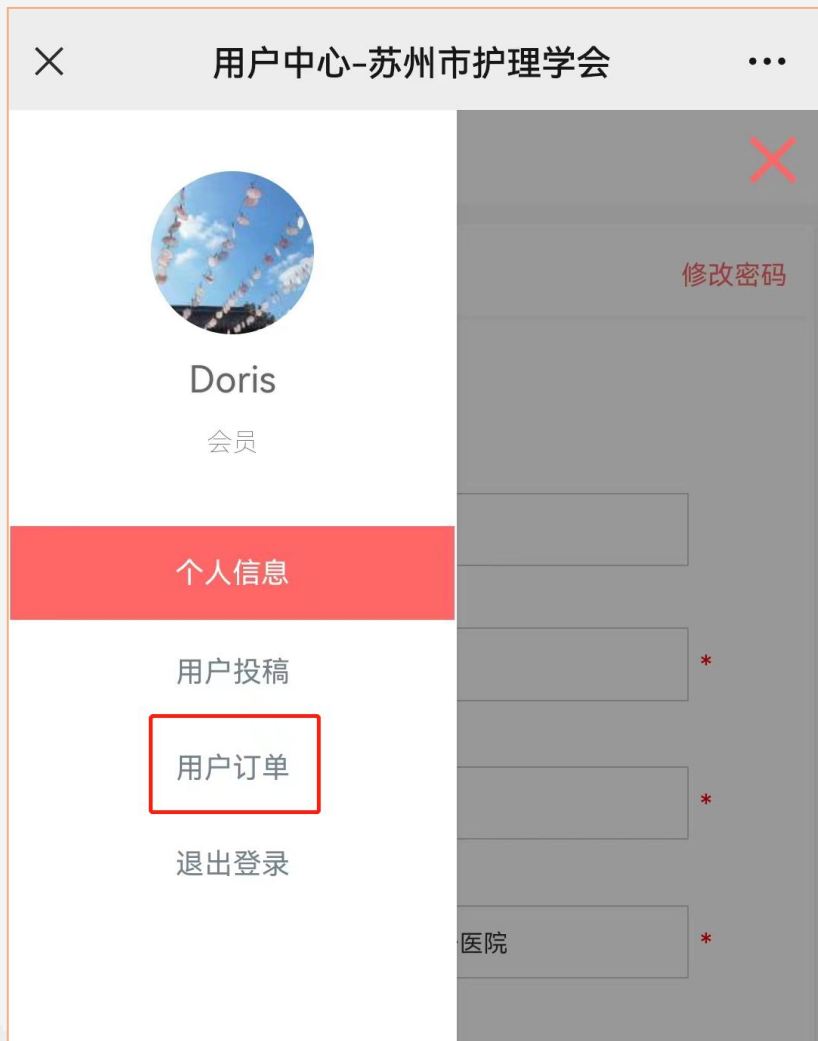 用户中心-苏州市护理学会
修改密码
Doris
会员
个人信息
用户投稿
*
用户订单
*
退出登录
医院
*